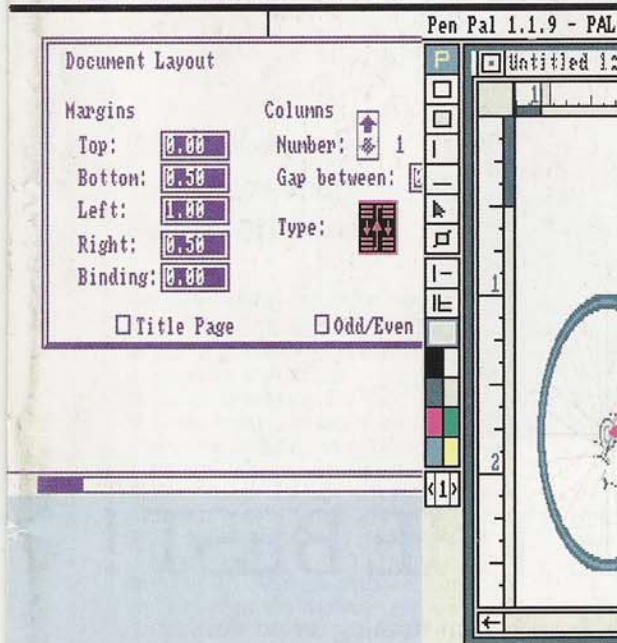 Pen Pal 1.1.9 - PAL
Document Layout
Margins
Top: 0.00
Bottom: 0.50
Left: 1.00
Right: 0.50
Binding: 0.00
Columns
Number: 1
Gap between:
Type:
Title Page
Odd/Even
P
Untitled
1
1
2
1